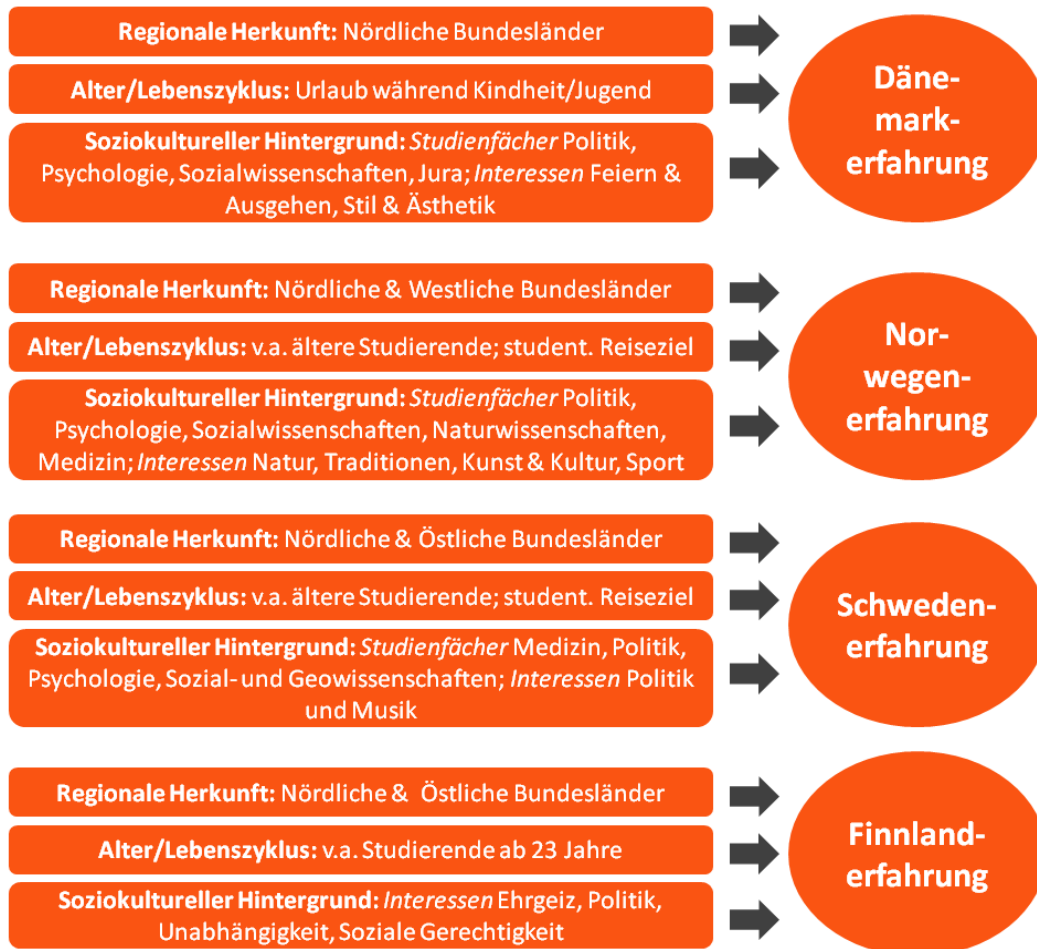 Regionale Herkunft: Nördliche Bundesländer
Alter/Lebenszyklus: Urlaub während Kindheit/Jugend
Soziokultureller Hintergrund: Studienfächer Politik,
Psychologie, Sozialwissenschaften, Jura; Interessen Feiern &
Ausgehen, Stil & Ästhetik
Däne-
mark-
erfahrung
Regionale Herkunft: Nördliche & Westliche Bundesländer
Alter/Lebenszyklus: v.a. ältere Studierende; student. Reiseziel
Soziokultureller Hintergrund: Studienfächer Politik,
Psychologie, Sozialwissenschaften, Naturwissenschaften,
Medizin; Interessen Natur, Traditionen, Kunst & Kultur, Sport
Nor-
wegen-
erfahrung
Regionale Herkunft: Nördliche & Östliche Bundesländer
Alter/Lebenszyklus: v.a. ältere Studierende; student. Reiseziel
Soziokultureller Hintergrund: Studienfächer Medizin, Politik,
Psychologie, Sozial- und Geowissenschaften; Interessen Politik
und Musik
Schweden-
erfahrung
Regionale Herkunft: Nördliche & Östliche Bundesländer
Alter/Lebenszyklus: v.a. Studierende ab 23 Jahre
Soziokultureller Hintergrund: Interessen Ehrgeiz, Politik,
Unabhängigkeit, Soziale Gerechtigkeit
Finnland-
erfahrung